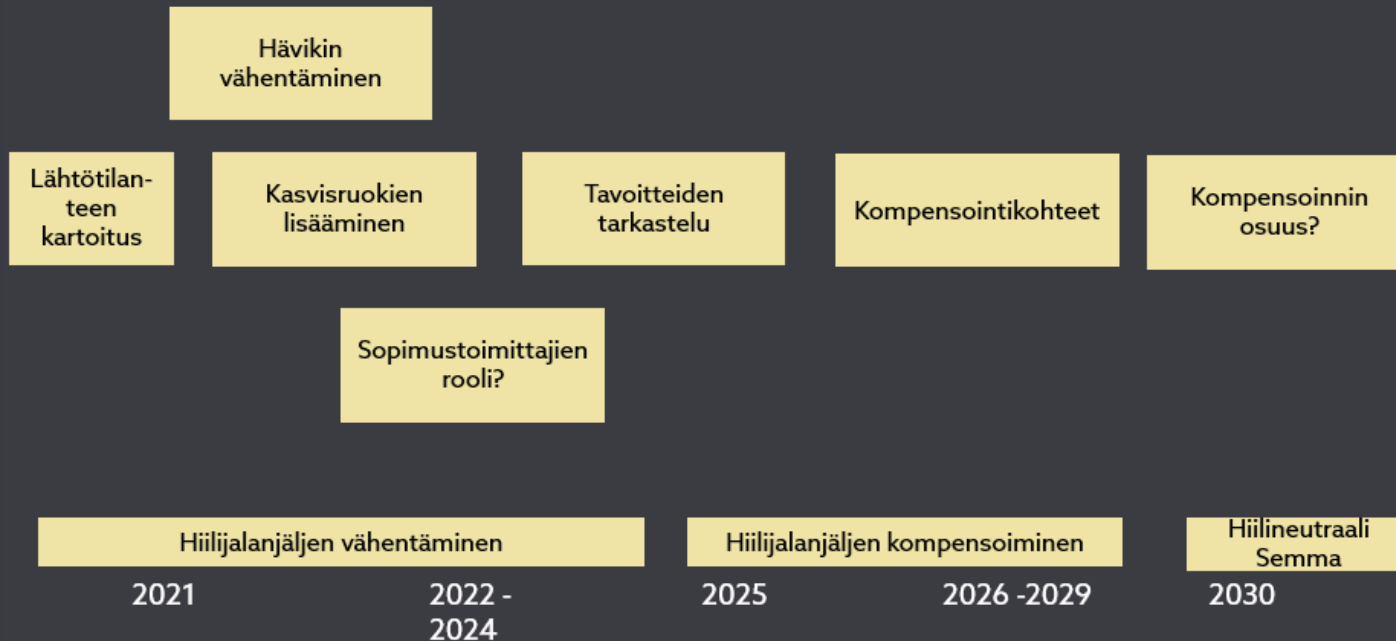 Hävikin
vähentäminen
Lähtötilan-
teen
kartoitus
Kasvisruokien
lisääminen
Tavoitteiden
tarkastelu
Kompensointikohteet
Kompensoinnin
osuus?
Sopimustoimittajien
rooli?
Hiilijalanjäljen vähentäminen
Hiilijalanjäljen kompensoiminen
Hiilineutraali
Semma
2021
2022 -
2024
2025
2026 -2029
2030